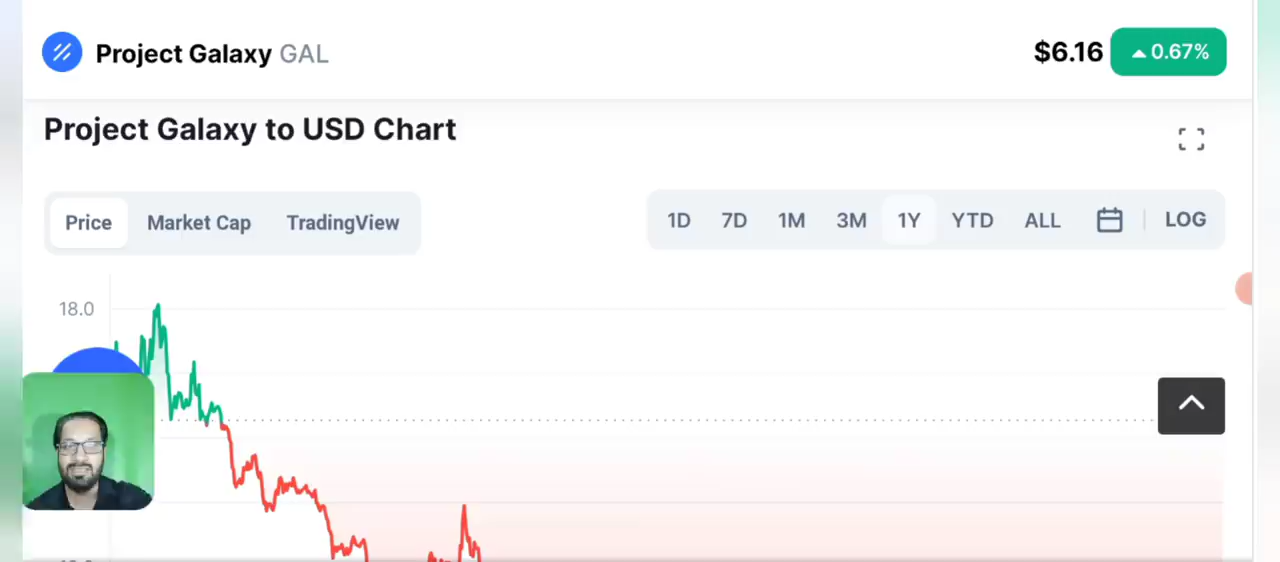 Project Galaxy GAL
$6.16 0.67%
Project Galaxy to USD Chart
Price Market Cap TradingView
1D 7D 1M 3M 1Y YTD ALL LOG
18.0